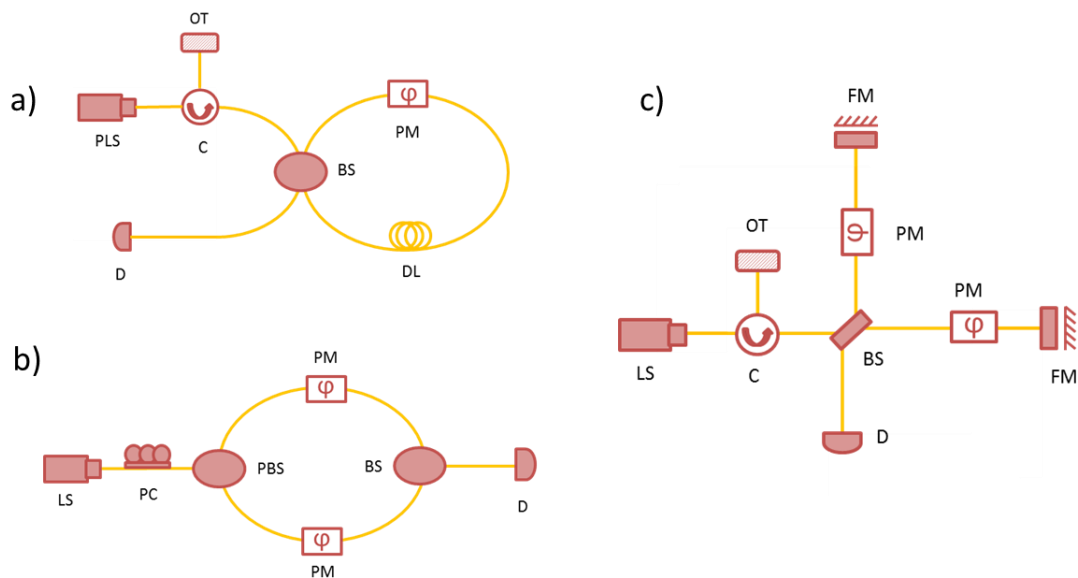 a)
OT
PLS
C
φ
PM
BS
D
DL
b)
PM
φ
LS
PC
PBS
BS
D
φ
PM
c)
FM
φ
PM
OT
PM
φ
LS
C
BS
FM
D